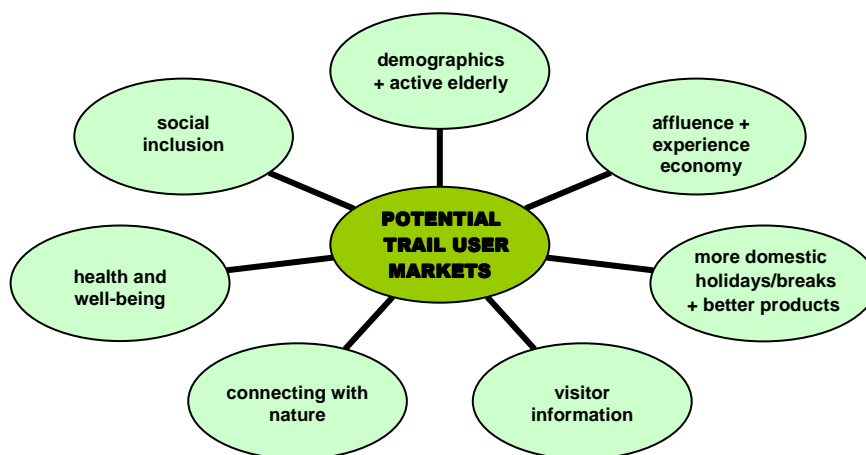 demographics
+ active elderly
social
inclusion
affluence +
experience
economy
POTENTIAL
TRAIL USER
MARKETS
health and
well-being
more domestic
holidays/breaks
+ better products
connecting with
nature
visitor
information